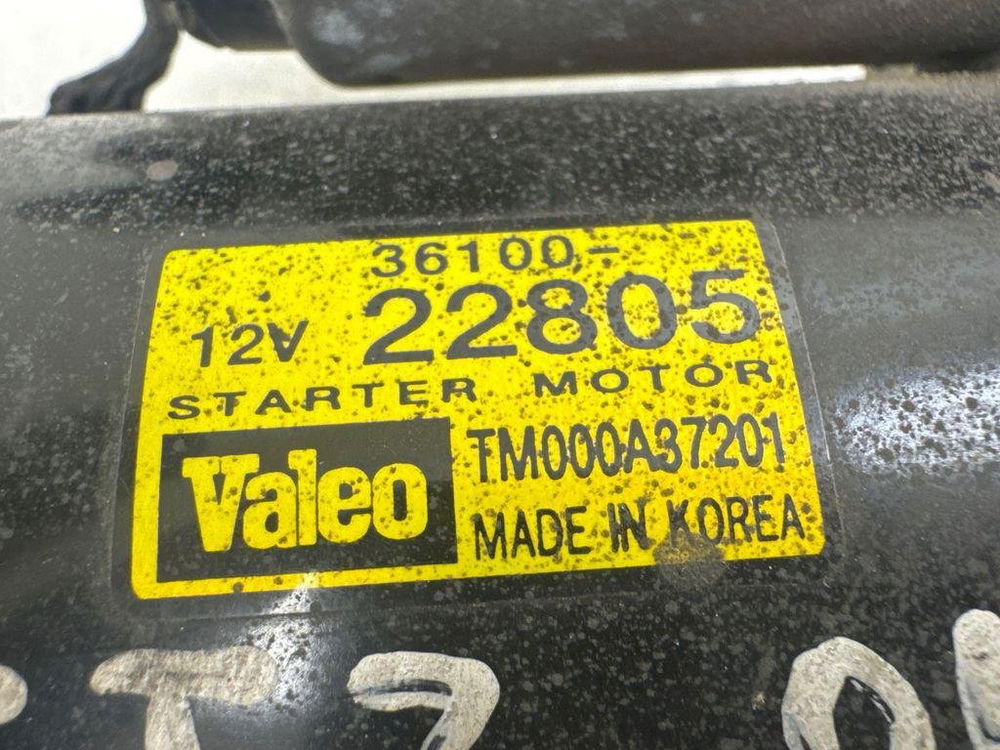 36100-
12V 22805
STARTER MOTOR
Valeo
TM000A37201
MADE IN KOREA